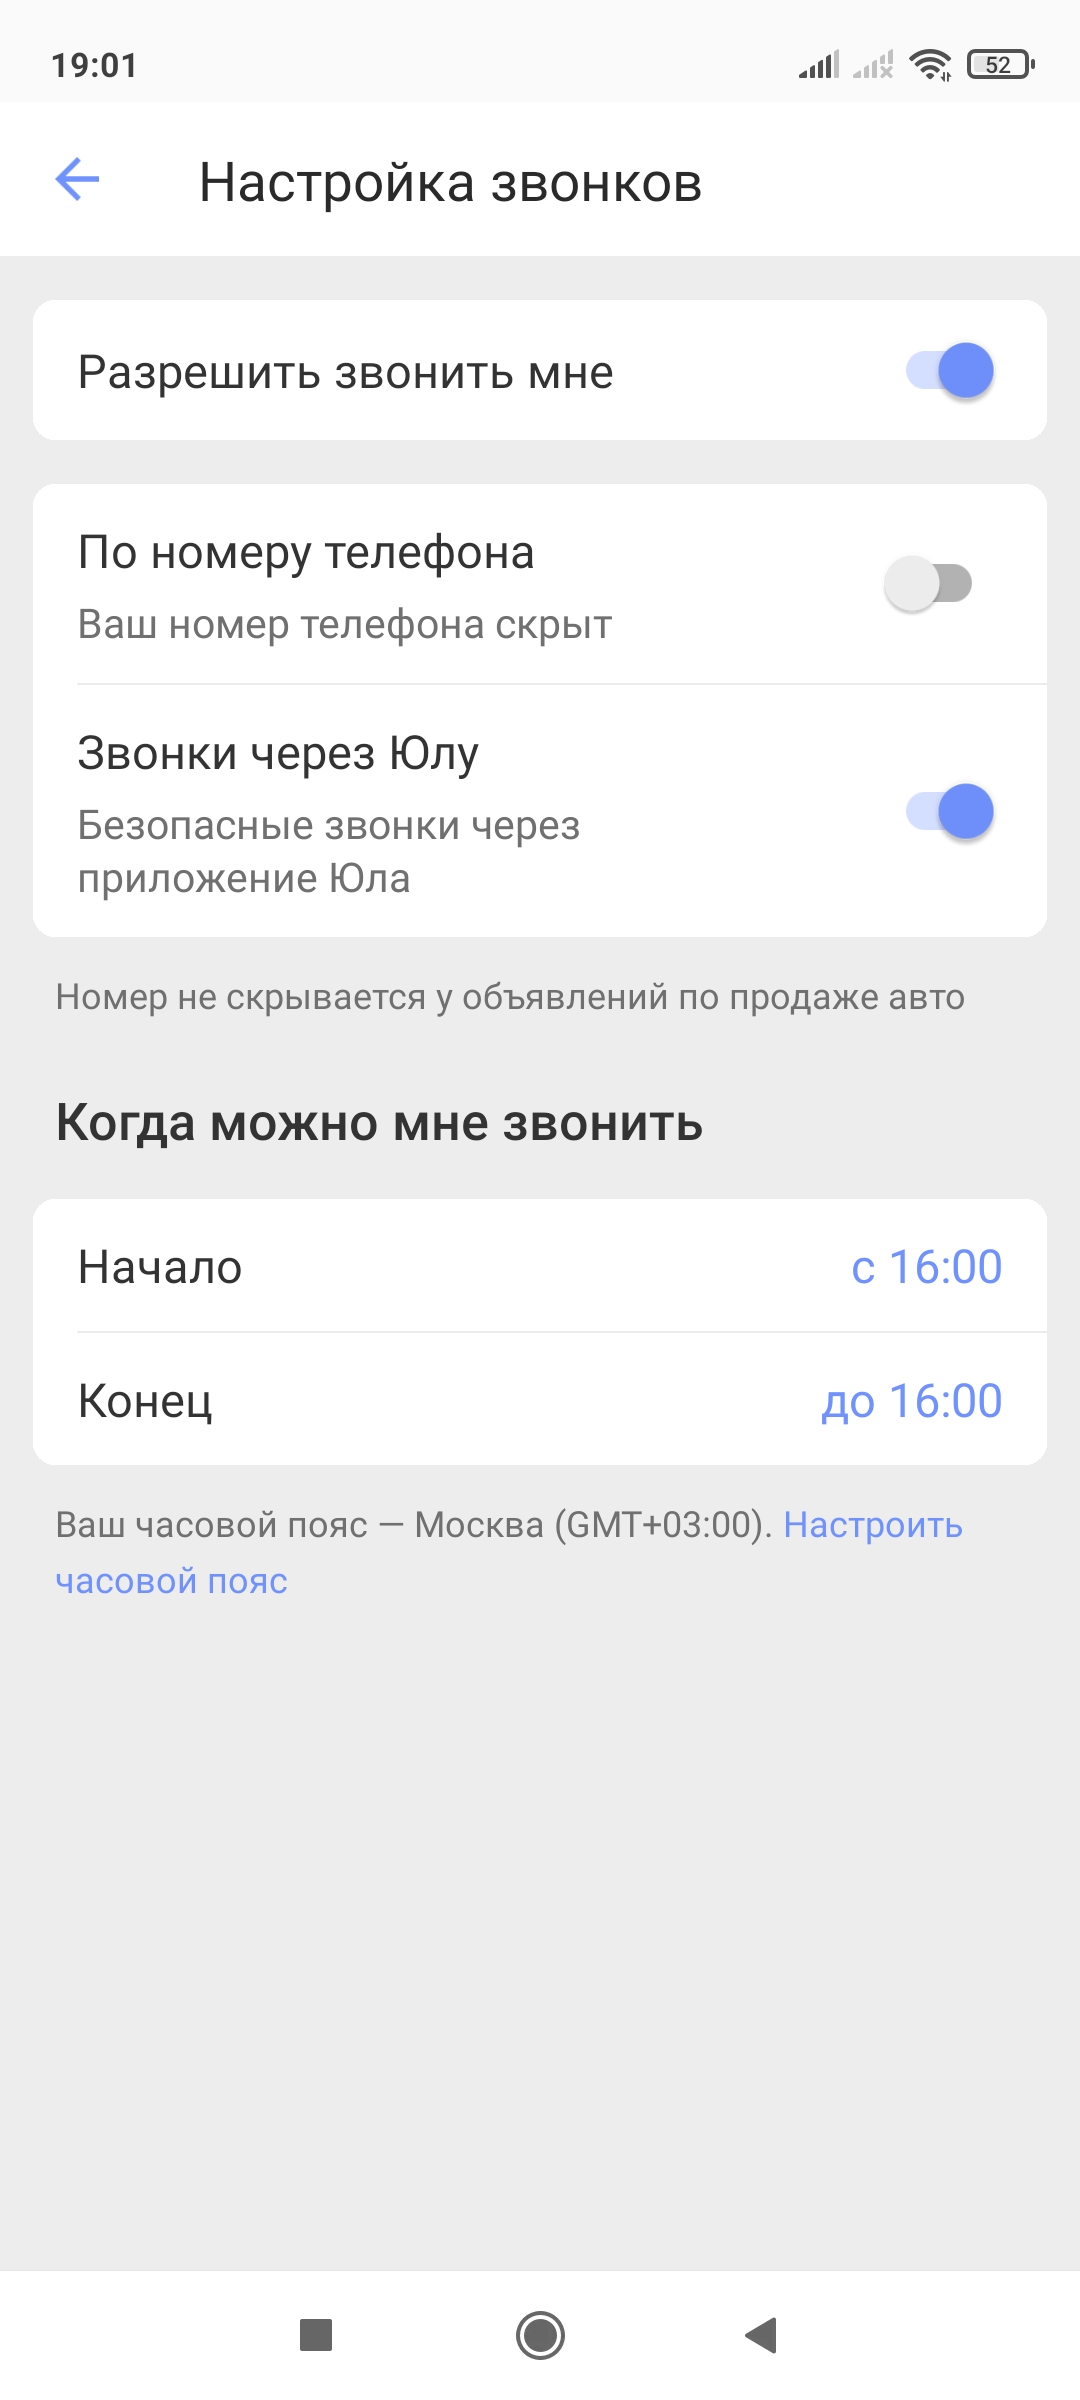 19:01
52
Настройка звонков
Разрешить звонить мне
По номеру телефона
Ваш номер телефона скрыт
Звонки через Юлу
Безопасные звонки через
приложение Юла
Номер не скрывается у объявлений по продаже авто
Когда можно мне звонить
Начало с 16:00
Конец до 16:00
Ваш часовой пояс — Москва (GMT+03:00). Настроить
часовой пояс